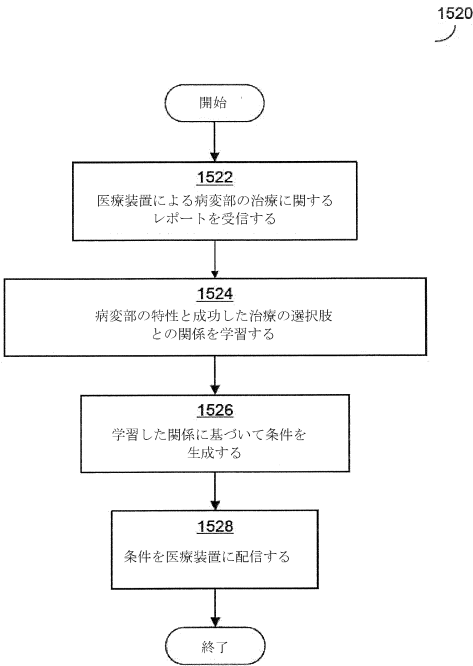 1520
開始
1522
医療装置による病変部の治療に関する
レポートを受信する
1524
病変部の特性と成功した治療の選択肢
との関係を学習する
1526
学習した関係に基づいて条件を
生成する
1528
条件を医療装置に配信する
終了